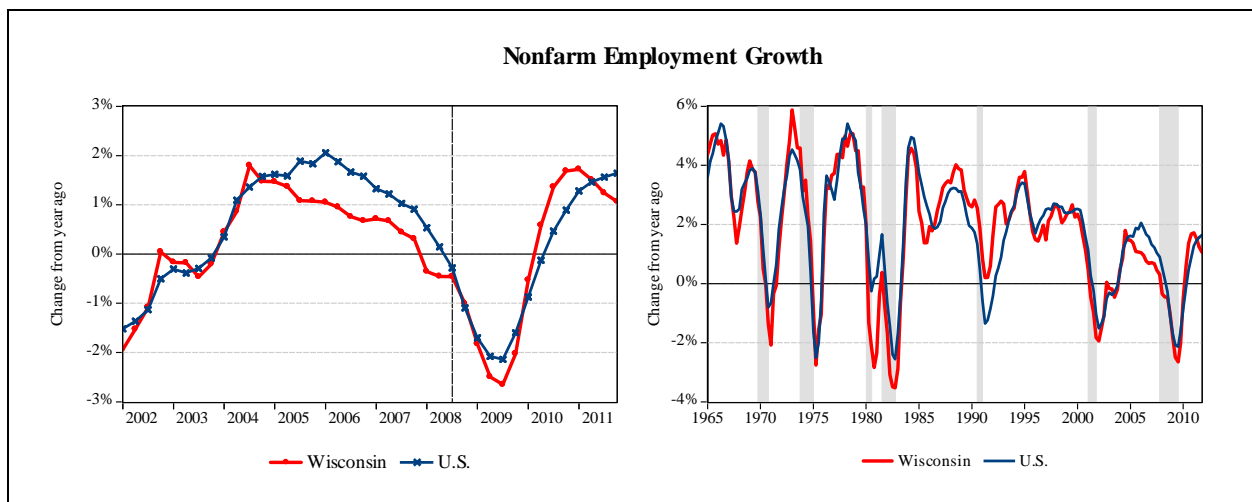 Nonfarm Employment Growth
Change from year ago
3%
2%
1%
0%
-1%
-2%
-3%
2002 2003 2004 2005 2006 2007 2008 2009 2010 2011
Wisconsin U.S.
Change from year ago
6%
4%
2%
0%
-2%
-4%
1965 1970 1975 1980 1985 1990 1995 2000 2005 2010
Wisconsin U.S.